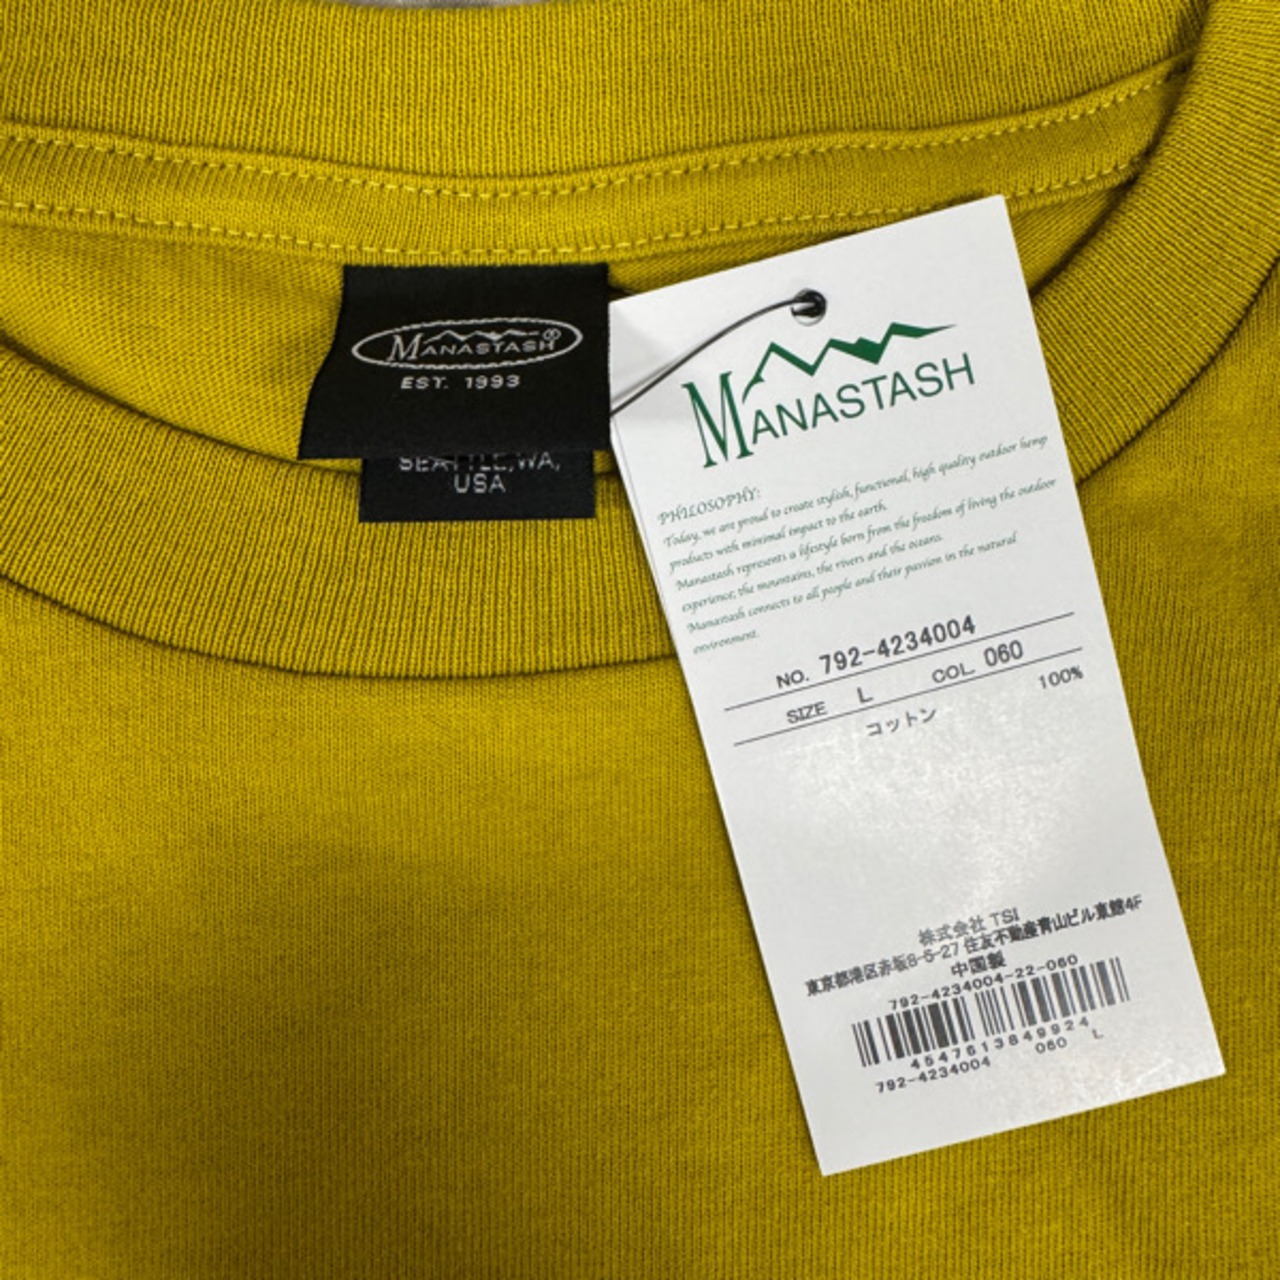 MANASTASH®
EST. 1993
SEATTLE, WA,
USA
MANASTASH
PHILOSOPHY:
Today, we are proud to create stylish, functional, high quality outdoor hemp
products with minimal impact to the earth.
Manastash represents a lifestyle born from the freedom of living the outdoor
experience; the mountains, the rivers and the oceans.
Manastash connects to all people and their passion in the natural
environment.
NO. 792-4234004
SIZE L COL. 060
コットン 100%
株式会社 TSI
東京都港区赤坂8-5-27 住友不動産青山ビル東館4F
中国製
792-4234004-22-060
4547613849924
792-4234004 060 L